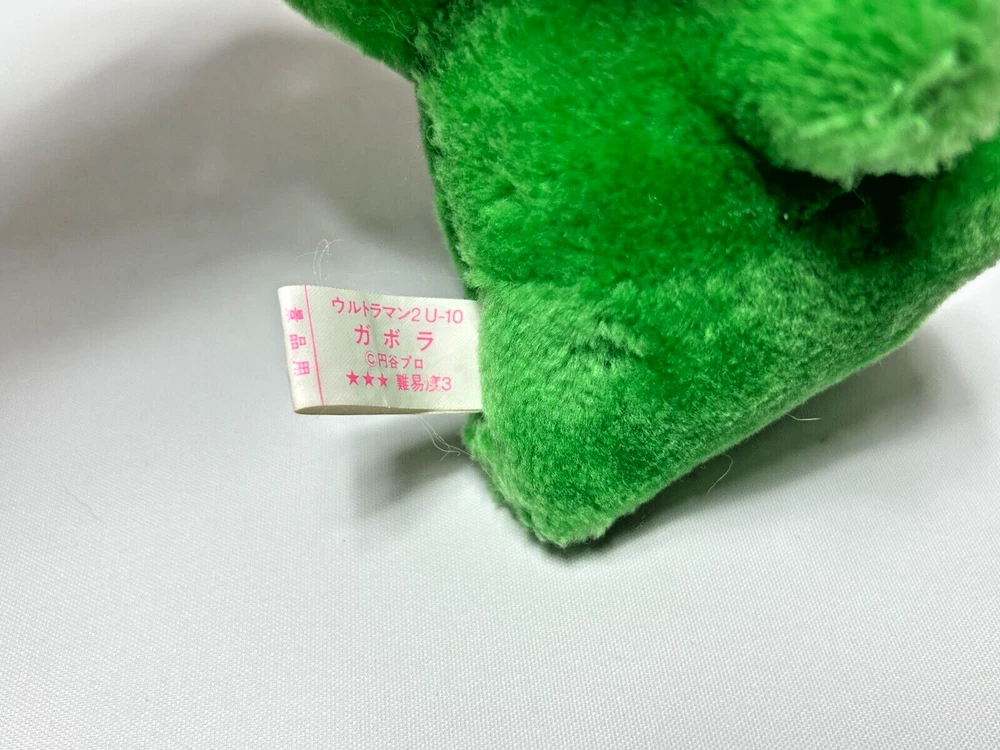 ウルトラマン2 U-10
ガボラ
©円谷プロ
★★★ 難易度3
景品用